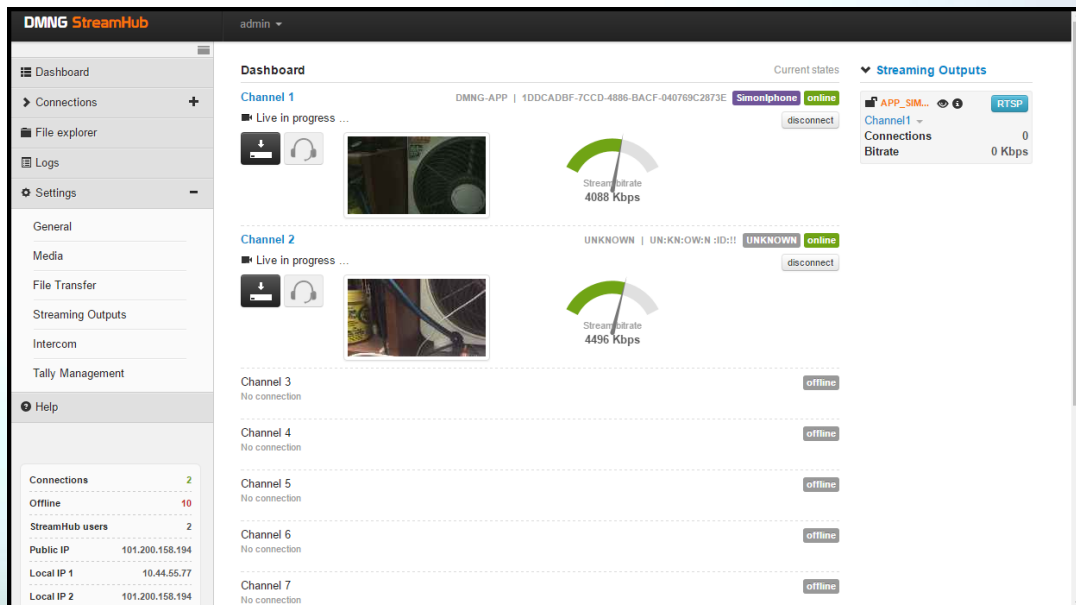 DMNG StreamHub
admin
Dashboard
Connections +
File explorer
Logs
Settings -
General
Media
File Transfer
Streaming Outputs
Intercom
Tally Management
Help
Connections 2
Offline 10
StreamHub users 2
Public IP 101.200.158.194
Local IP 1 10.44.55.77
Local IP 2 101.200.158.194
Dashboard Current states
Channel 1 DMNG-APP | 1DDCADBF-7CCD-4886-BACF-040769C2873E SimonIphone online
Live in progress ... disconnect
Stream bitrate
4088 Kbps
Channel 2 UNKNOWN | UN:KN:OW:N :ID:!! UNKNOWN online
Live in progress ... disconnect
Stream bitrate
4496 Kbps
Channel 3 offline
No connection
Channel 4 offline
No connection
Channel 5 offline
No connection
Channel 6 offline
No connection
Channel 7 offline
No connection
Streaming Outputs
APP_SIM... RTSP
Channel1
Connections 0
Bitrate 0 Kbps